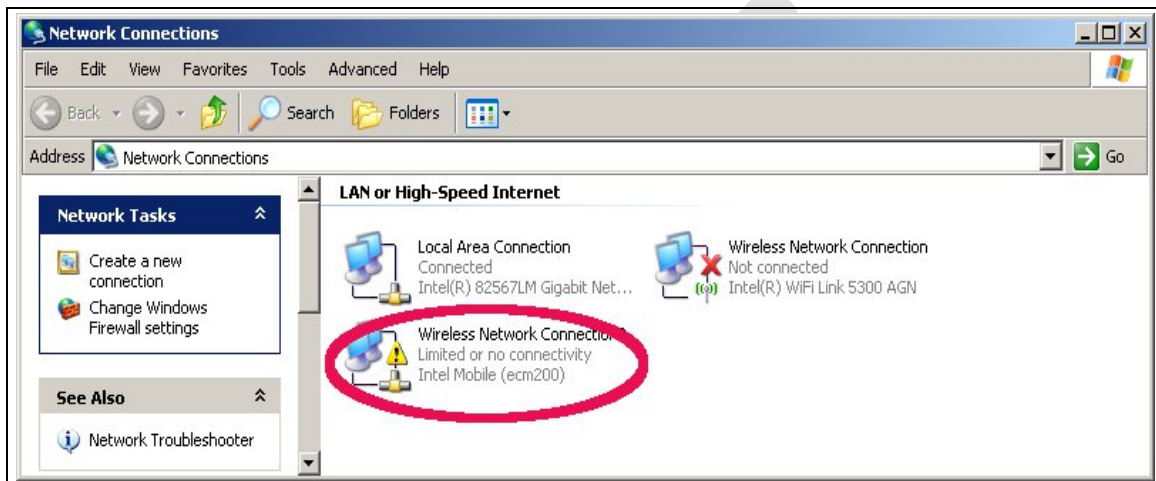 Network Connections
File Edit View Favorites Tools Advanced Help
Back Search Folders
Address Network Connections Go
Network Tasks
Create a new
connection
Change Windows
Firewall settings
See Also
Network Troubleshooter
LAN or High-Speed Internet
Local Area Connection
Connected
Intel(R) 82567LM Gigabit Net...
Wireless Network Connection
Not connected
Intel(R) WiFi Link 5300 AGN
Wireless Network Connection
Limited or no connectivity
Intel Mobile (ecm200)